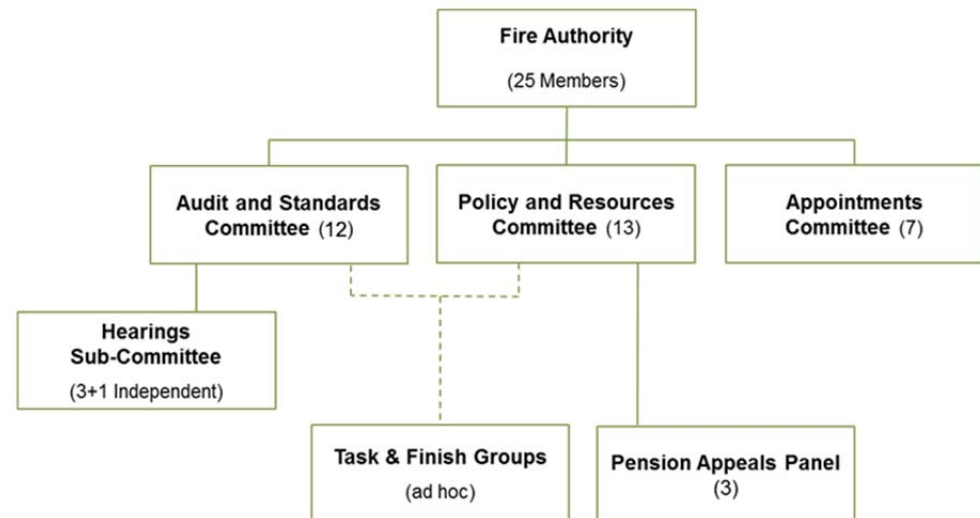 Fire Authority
(25 Members)
Audit and Standards
Committee (12)
Policy and Resources
Committee (13)
Appointments
Committee (7)
Hearings
Sub-Committee
(3+1 Independent)
Task & Finish Groups
(ad hoc)
Pension Appeals Panel
(3)